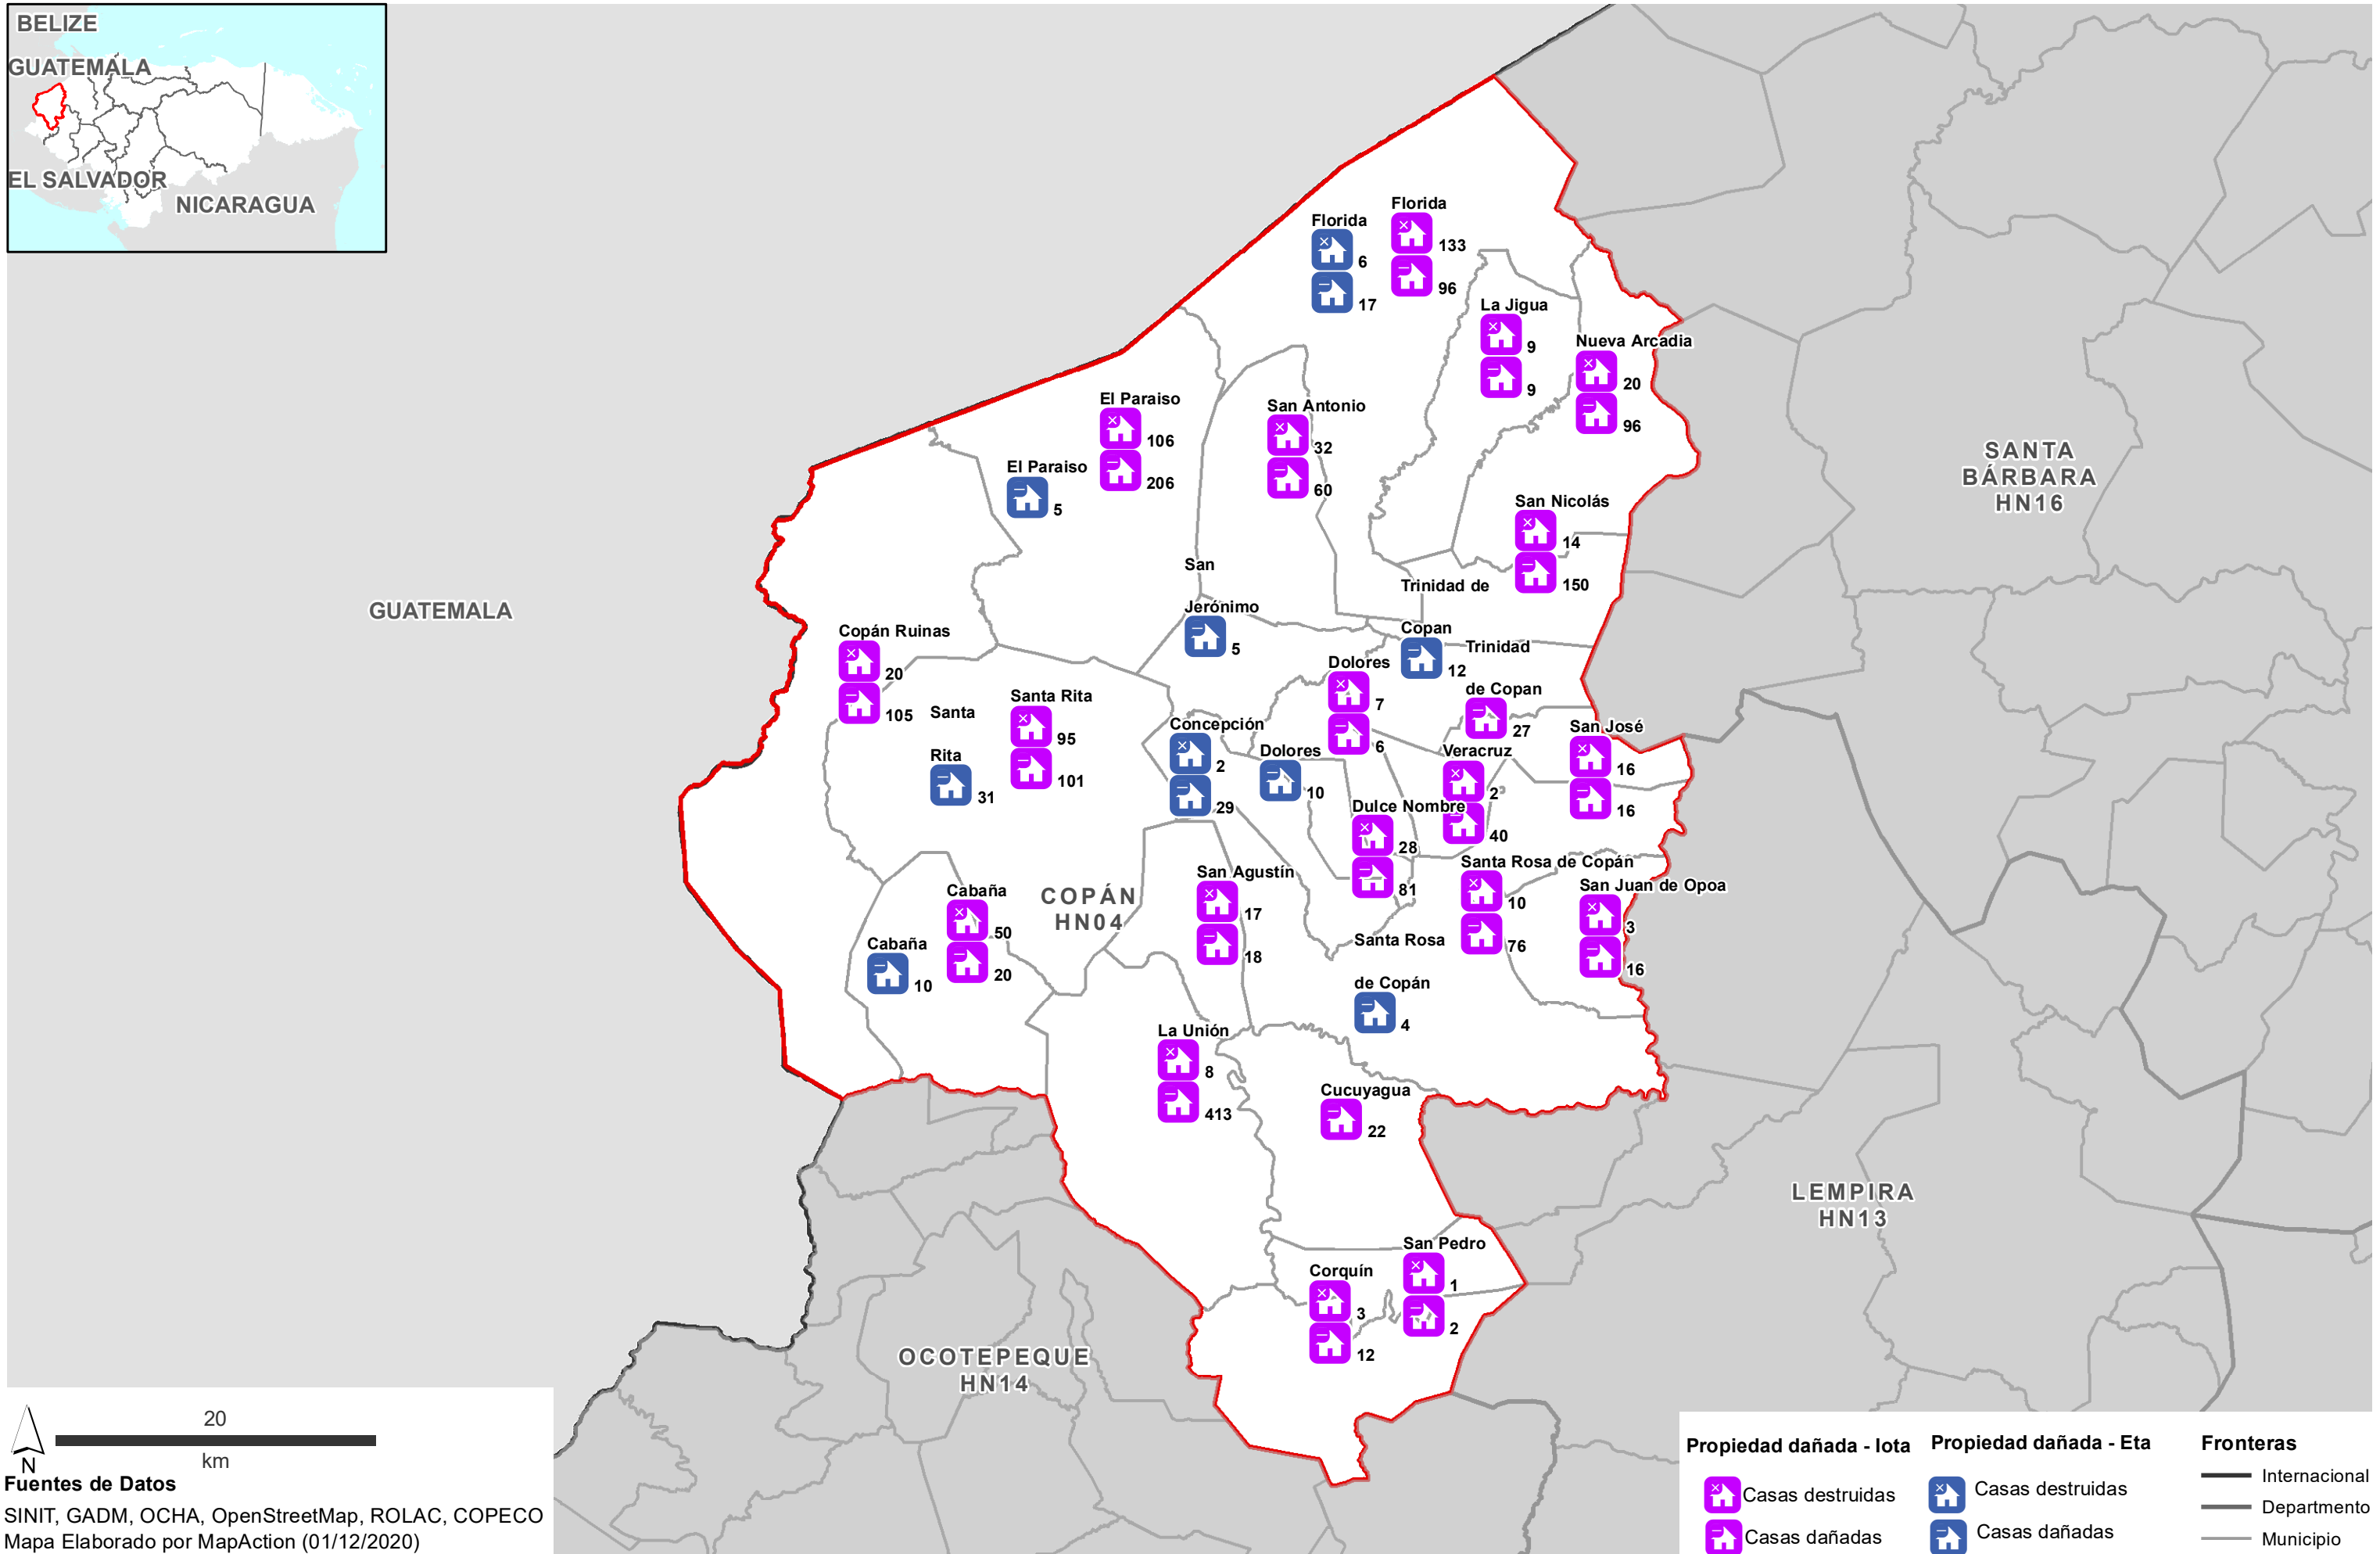 BELIZE
GUATEMALA
EL SALVADOR
NICARAGUA
Florida
6
17
Florida
133
96
La Jigua
9
9
Nueva Arcadia
20
96
El Paraiso
106
206
El Paraiso
5
San Antonio
32
60
San Nicolás
14
150
SANTA
BÁRBARA
HN16
GUATEMALA
San
Jerónimo
5
Trinidad de
Copan
12
Trinidad
de Copan
27
Copán Ruinas
20
105
Santa
Rita
31
Santa Rita
95
101
Concepción
2
29
Dolores
7
6
Dolores
10
Veracruz
2
40
San José
16
16
Dulce Nombre
28
81
Santa Rosa de Copán
10
76
San Juan de Opoa
3
16
Cabaña
50
20
Cabaña
10
COPÁN
HN04
San Agustín
17
18
Santa Rosa
de Copán
4
La Unión
8
413
Cucuyagua
22
LEMPIRA
HN13
San Pedro
1
2
Corquín
3
12
OCOTEPEQUE
HN14
20
km
N
Fuentes de Datos
SINIT, GADM, OCHA, OpenStreetMap, ROLAC, COPECO
Mapa Elaborado por MapAction (01/12/2020)
Propiedad dañada - Iota
Casas destruidas
Casas dañadas
Propiedad dañada - Eta
Casas destruidas
Casas dañadas
Fronteras
Internacional
Departmento
Municipio